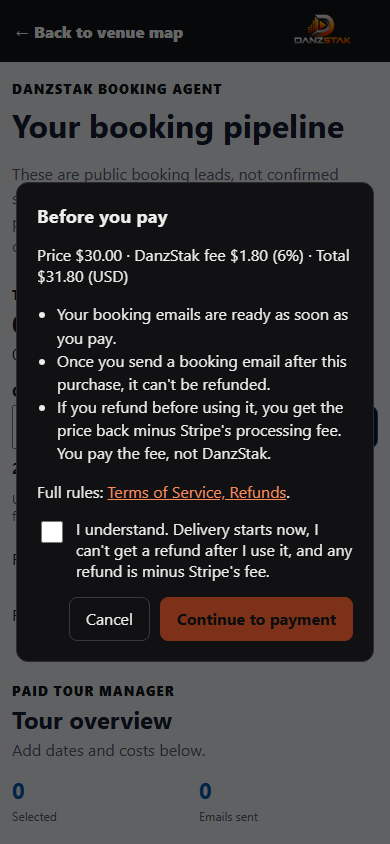 ← Back to venue map
DANZSTAK
DANZSTAK BOOKING AGENT
Your booking pipeline
These are public booking leads, not confirmed
Before you pay
Price $30.00 · DanzStak fee $1.80 (6%) · Total
$31.80 (USD)
• Your booking emails are ready as soon as
you pay.
• Once you send a booking email after this
purchase, it can't be refunded.
• If you refund before using it, you get the
price back minus Stripe's processing fee.
You pay the fee, not DanzStak.
Full rules: Terms of Service, Refunds.
I understand. Delivery starts now, I
can't get a refund after I use it, and any
refund is minus Stripe's fee.
Cancel
Continue to payment
PAID TOUR MANAGER
Tour overview
Add dates and costs below.
0
0
Selected
Emails sent